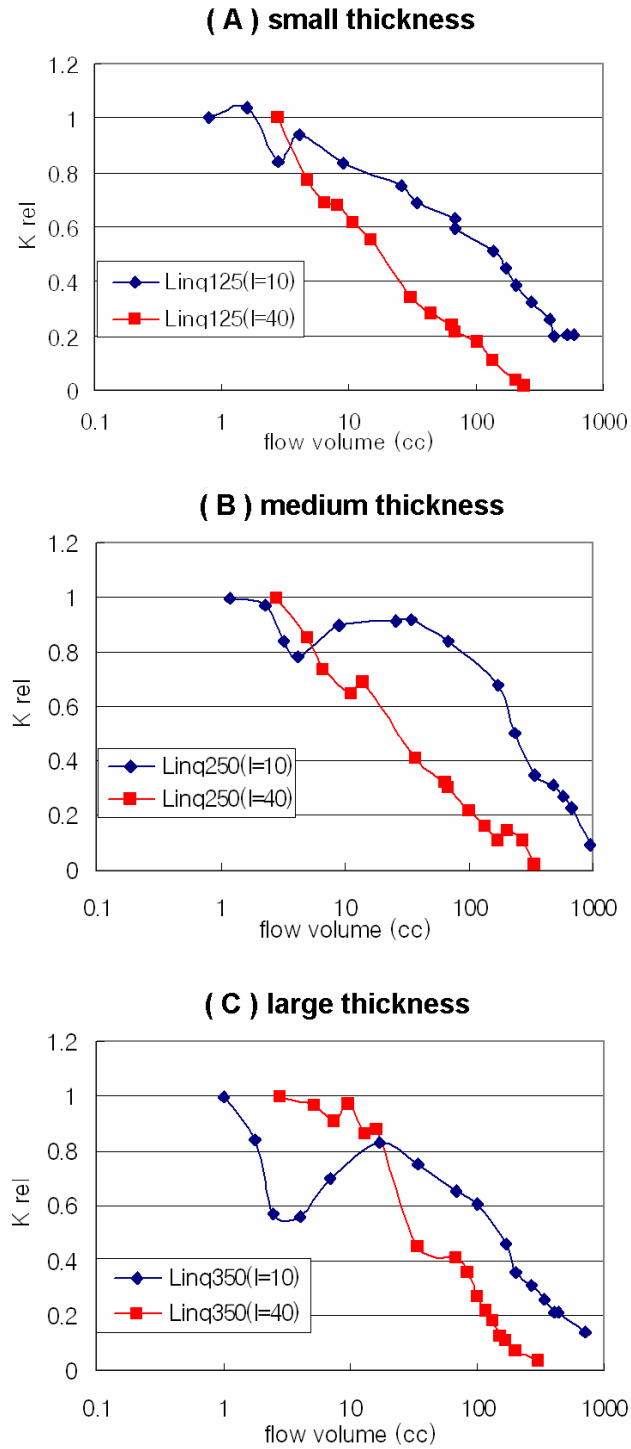 ( A ) small thickness
1.2
1
0.8
0.6
0.4
0.2
0
K rel
Linq125(I=10)
Linq125(I=40)
0.1 1 10 100 1000
flow volume (cc)
( B ) medium thickness
1.2
1
0.8
0.6
0.4
0.2
0
K rel
Linq250(I=10)
Linq250(I=40)
0.1 1 10 100 1000
flow volume (cc)
( C ) large thickness
1.2
1
0.8
0.6
0.4
0.2
0
K rel
Linq350(I=10)
Linq350(I=40)
0.1 1 10 100 1000
flow volume (cc)